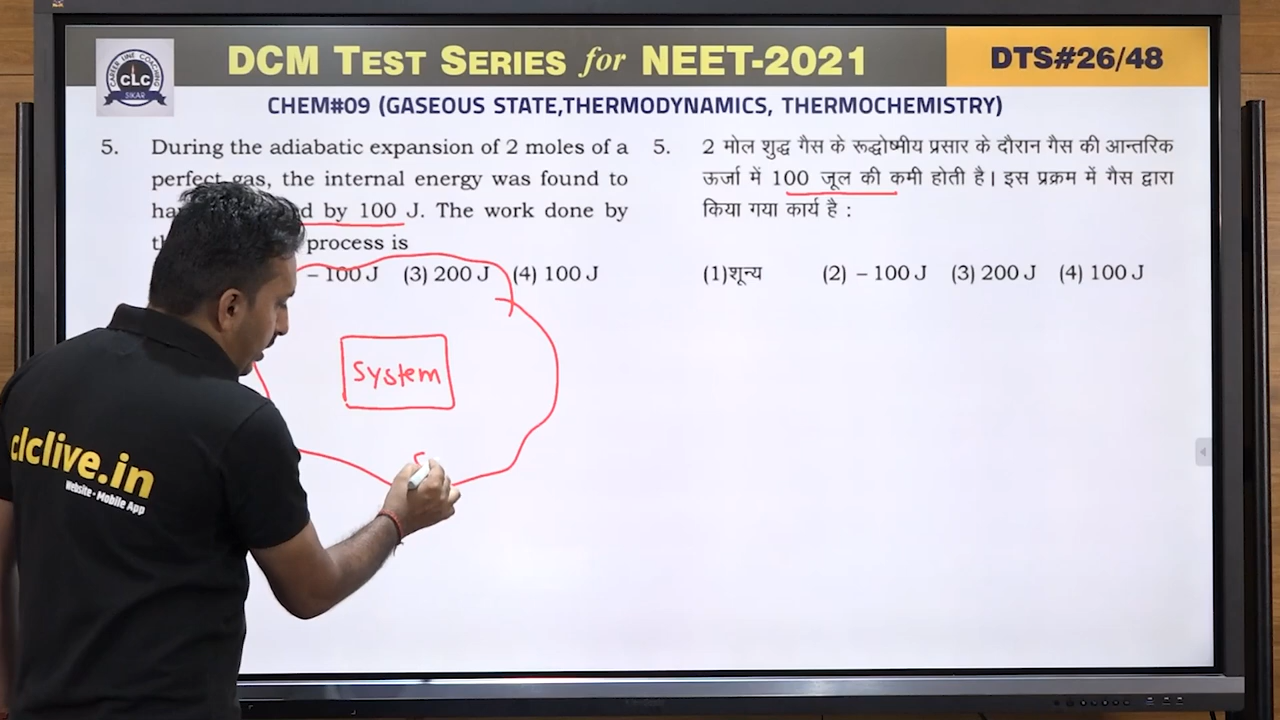 DCM TEST SERIES for NEET-2021
DTS#26/48
CLC
SIKAR
CHEM#09 (GASEOUS STATE,THERMODYNAMICS, THERMOCHEMISTRY)
5. During the adiabatic expansion of 2 moles of a
perfect gas, the internal energy was found to
d by 100 J. The work done by
process is
– 100 J (3) 200 J (4) 100 J
5. 2 मोल शुद्ध गैस के रूद्धोष्मीय प्रसार के दौरान गैस की आन्तरिक
ऊर्जा में 100 जूल की कमी होती है। इस प्रक्रम में गैस द्वारा
किया गया कार्य है :
(1)शून्य (2) – 100 J (3) 200 J (4) 100 J
System
clclive.in
Website • Mobile App